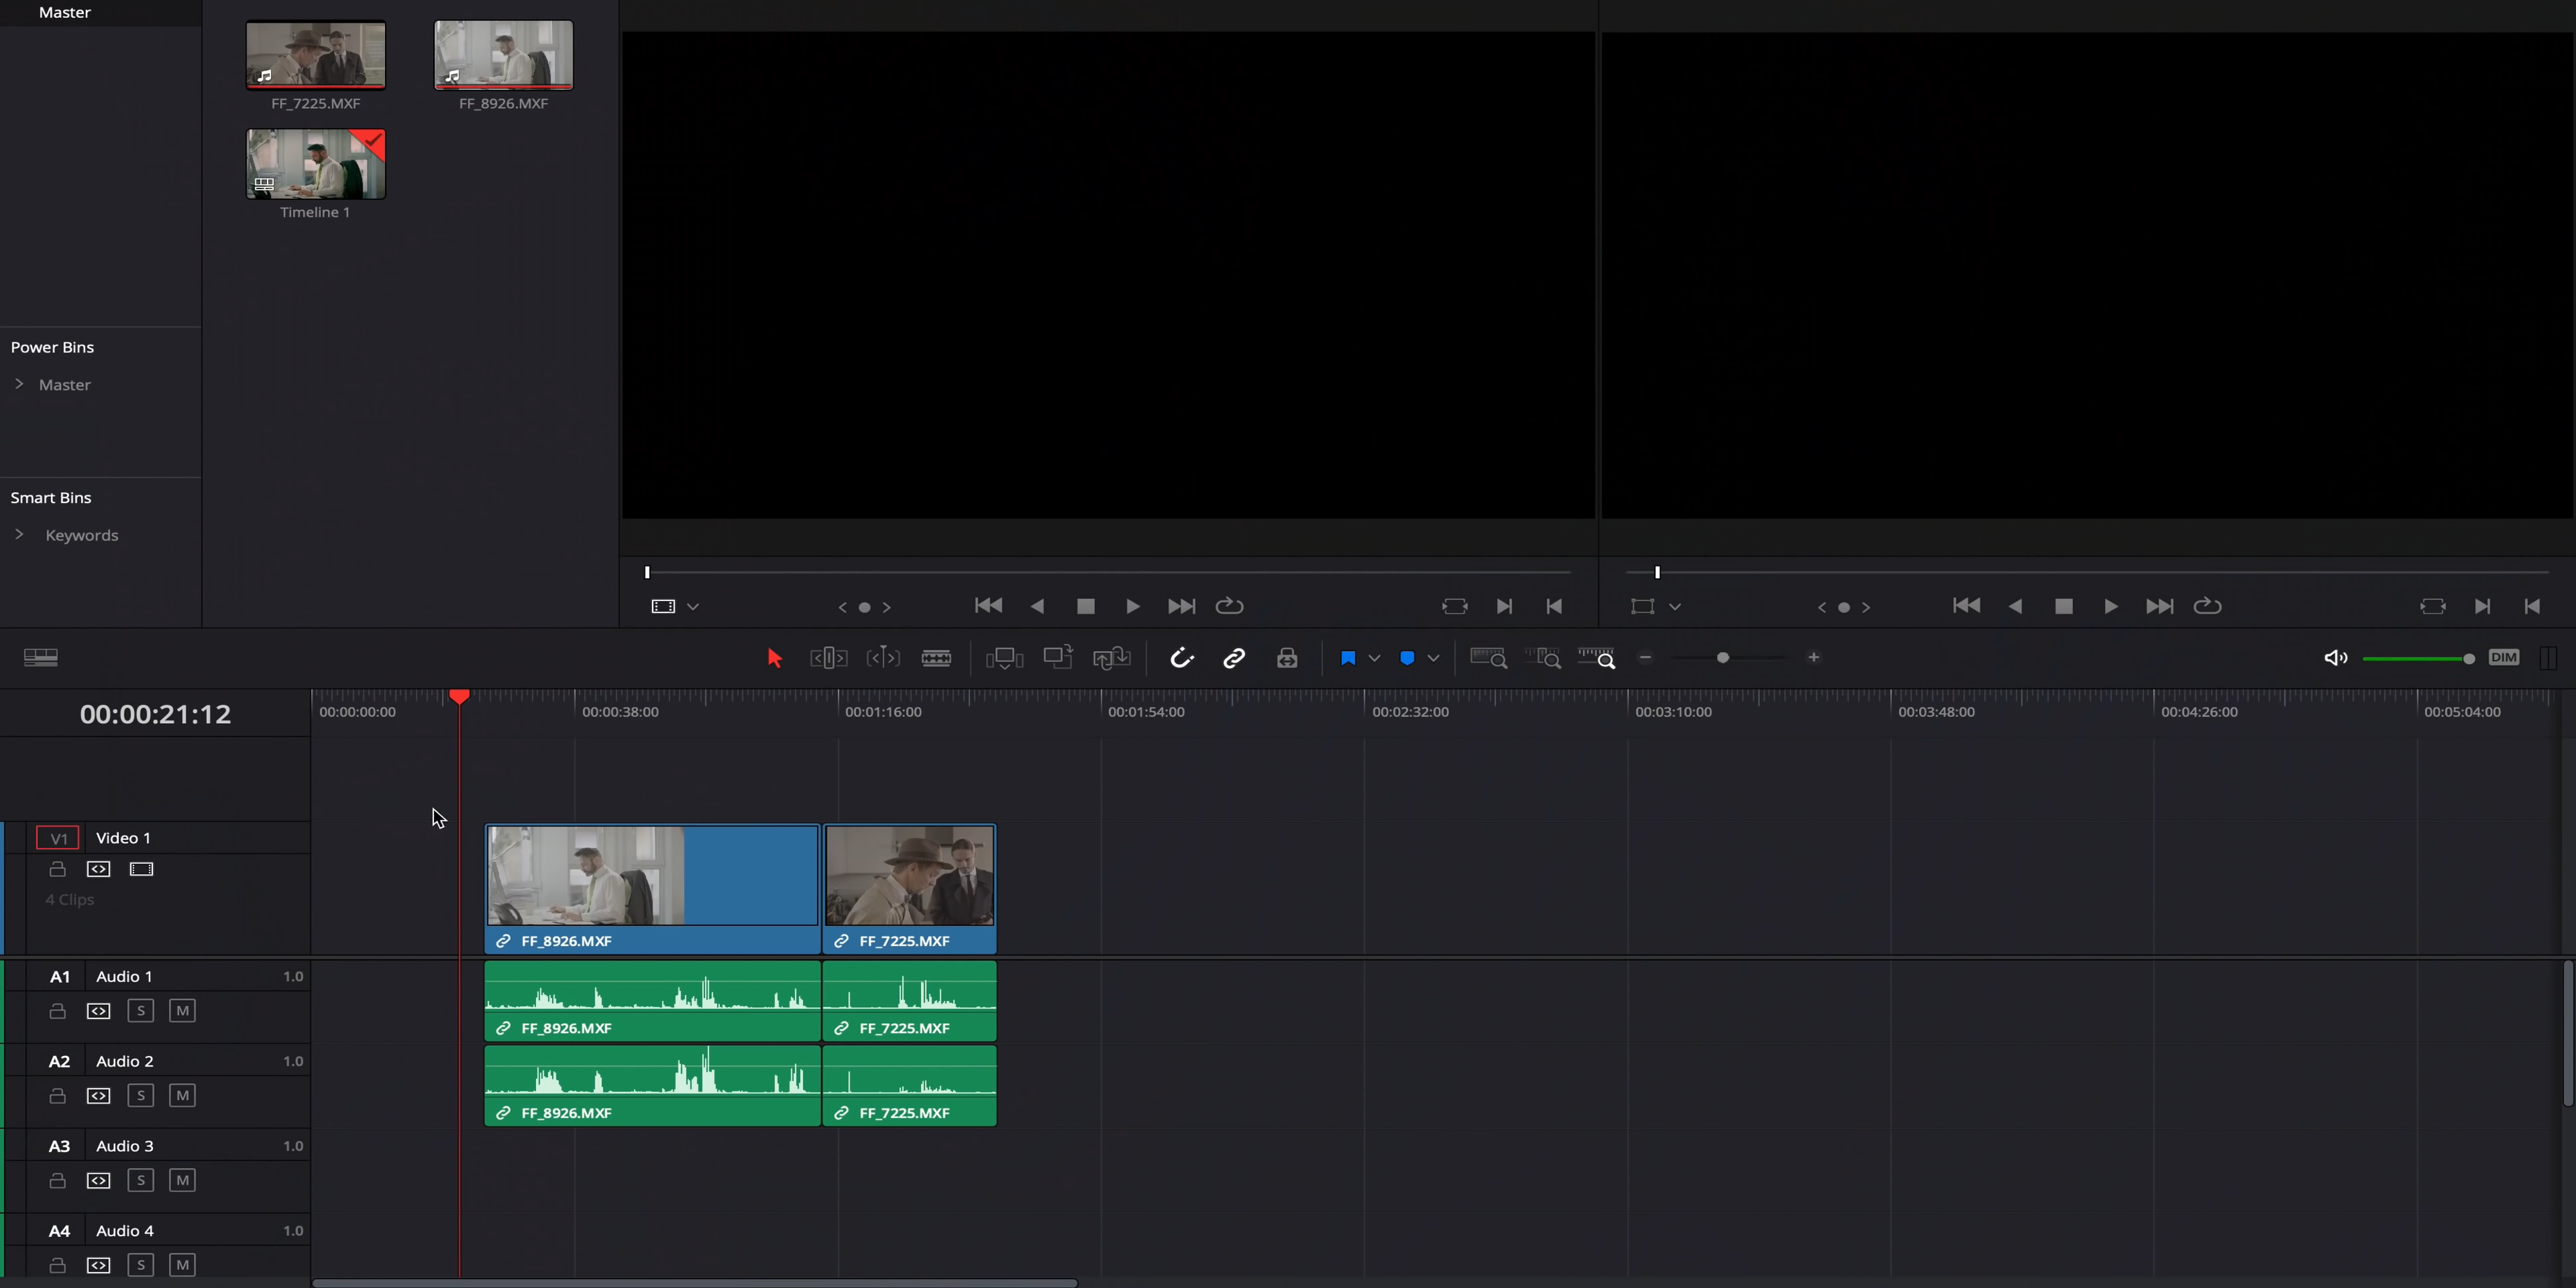 Master
FF_7225.MXF
FF_8926.MXF
Timeline 1
Power Bins
Master
Smart Bins
Keywords
DIM
00:00:21:12
00:00:00:00
00:00:38:00
00:01:16:00
00:01:54:00
00:02:32:00
00:03:10:00
00:03:48:00
00:04:26:00
00:05:04:00
V1
Video 1
4 Clips
FF_8926.MXF
FF_7225.MXF
A1
Audio 1
1.0
S
M
FF_8926.MXF
FF_7225.MXF
A2
Audio 2
1.0
S
M
FF_8926.MXF
FF_7225.MXF
A3
Audio 3
1.0
S
M
A4
Audio 4
1.0
S
M